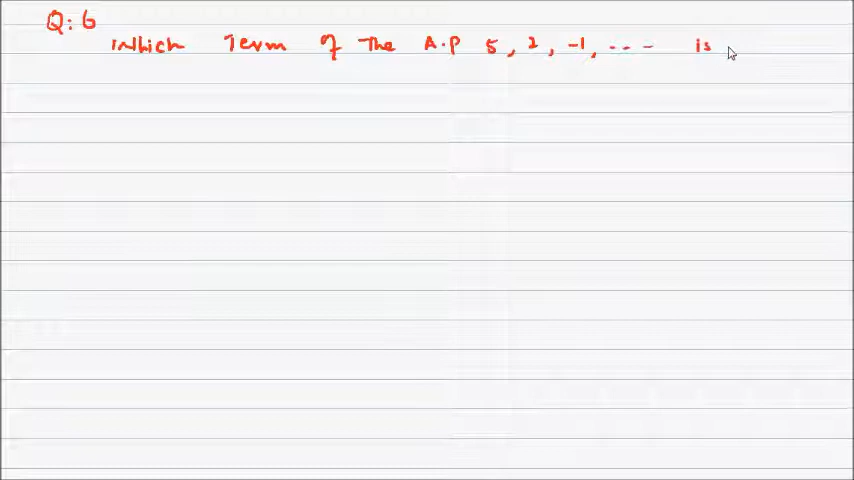 Q: 6
Which Term of The A.P 5, 2, -1, --- is